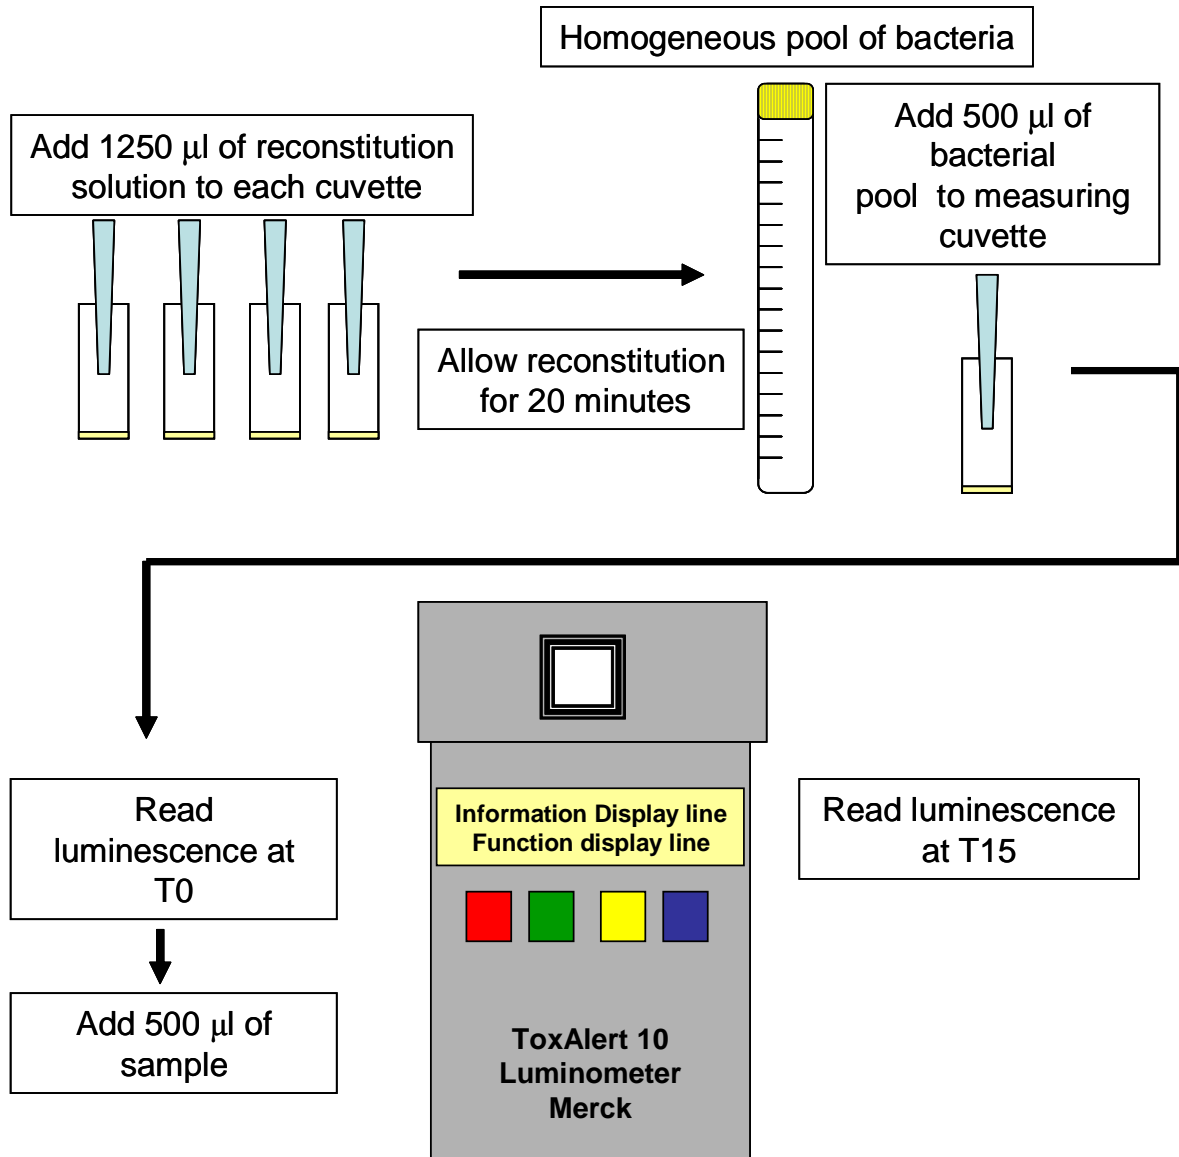 Homogeneous pool of bacteria
Add 1250 μl of reconstitution
solution to each cuvette
Allow reconstitution
for 20 minutes
Add 500 μl of
bacterial
pool to measuring
cuvette
Read
luminescence at
T0
Add 500 μl of
sample
Information Display line
Function display line
ToxAlert 10
Luminometer
Merck
Read luminescence
at T15